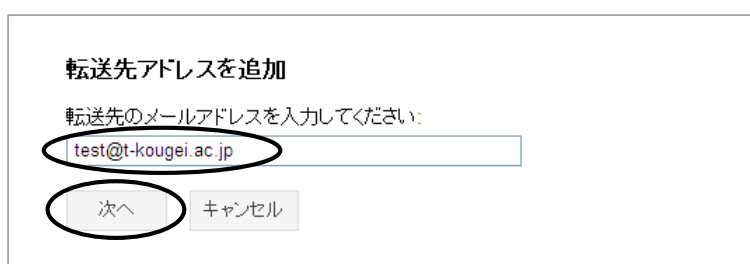 転送先アドレスを追加
転送先のメールアドレスを入力してください:
test@t-kougei.ac.jp
次へ キャンセル